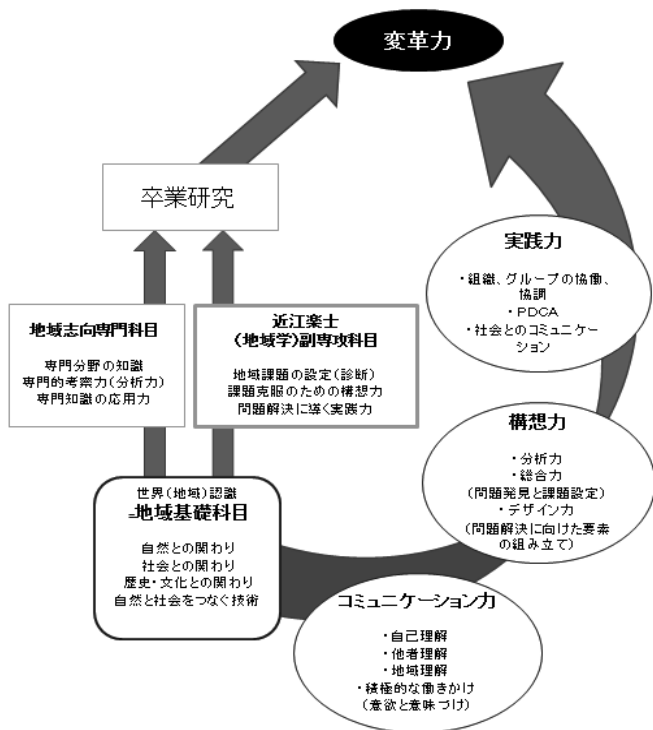 変革力
卒業研究
実践力
・組織、グループの協働、
協調
・PDCA
・社会とのコミュニケー
ション
地域志向専門科目
専門分野の知識
専門的考察力(分析力)
専門知識の応用力
近江楽士
(地域学)副専攻科目
地域課題の設定(診断)
課題克服のための構想力
問題解決に導く実践力
構想力
・分析力
・総合力
(問題発見と課題設定)
・デザイン力
(問題解決に向けた要素
の組み立て)
世界(地域)認識
=地域基礎科目
自然との関わり
社会との関わり
歴史・文化との関わり
自然と社会をつなぐ技術
コミュニケーション力
・自己理解
・他者理解
・地域理解
・積極的な働きかけ
(意欲と意味づけ)